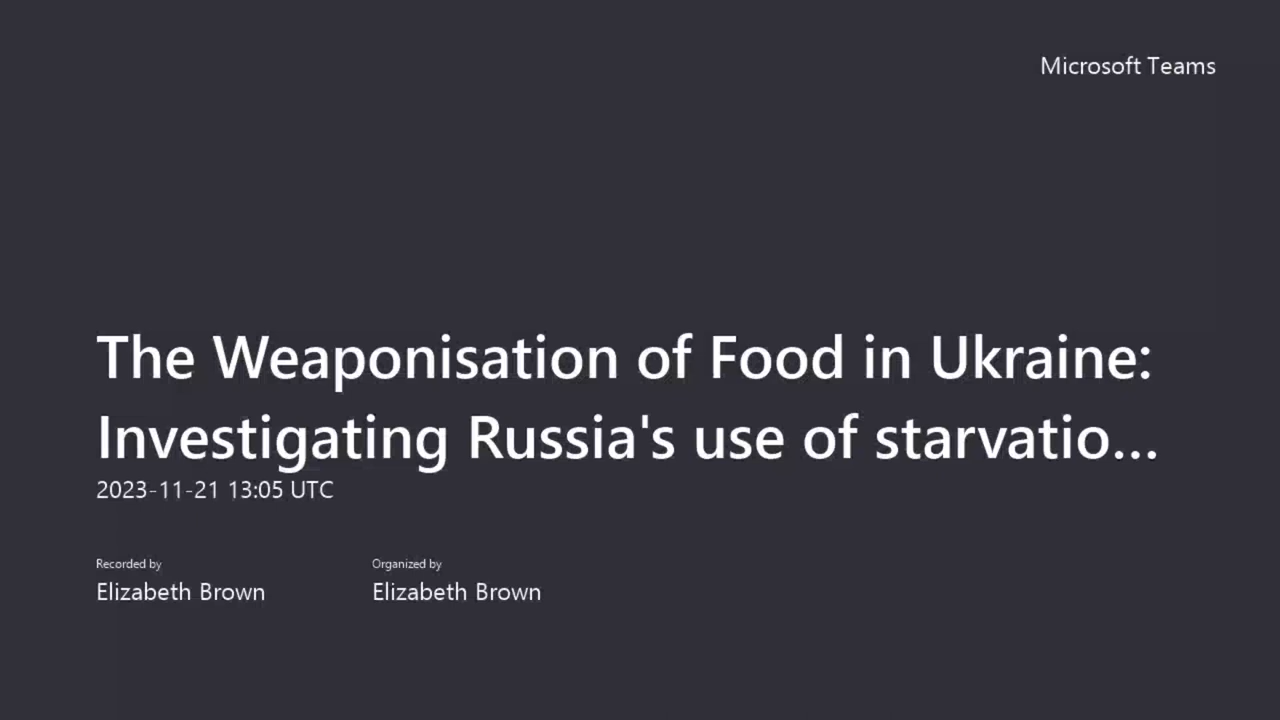 Microsoft Teams
The Weaponisation of Food in Ukraine:
Investigating Russia's use of starvatio...
2023-11-21 13:05 UTC
Recorded by
Organized by
Elizabeth Brown
Elizabeth Brown